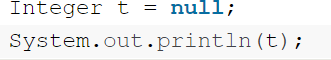 Integer t = null;
System.out.println(t);